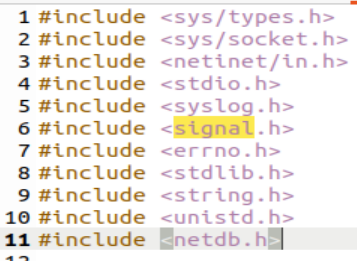 1 #include <sys/types.h>
2 #include <sys/socket.h>
3 #include <netinet/in.h>
4 #include <stdio.h>
5 #include <syslog.h>
6 #include <signal.h>
7 #include <errno.h>
8 #include <stdlib.h>
9 #include <string.h>
10 #include <unistd.h>
11 #include <netdb.h>